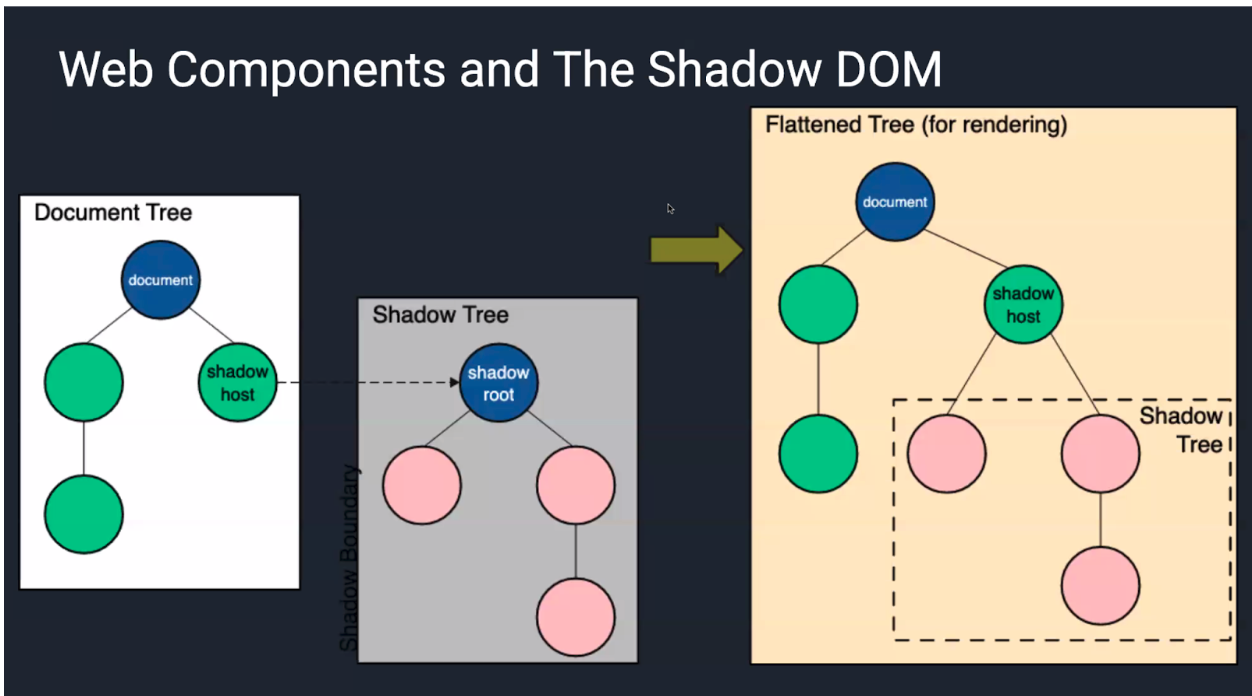 Web Components and The Shadow DOM
Document Tree
document
shadow
host
Shadow Tree
shadow
root
Shadow Boundary
Flattened Tree (for rendering)
document
shadow
host
Shadow
Tree